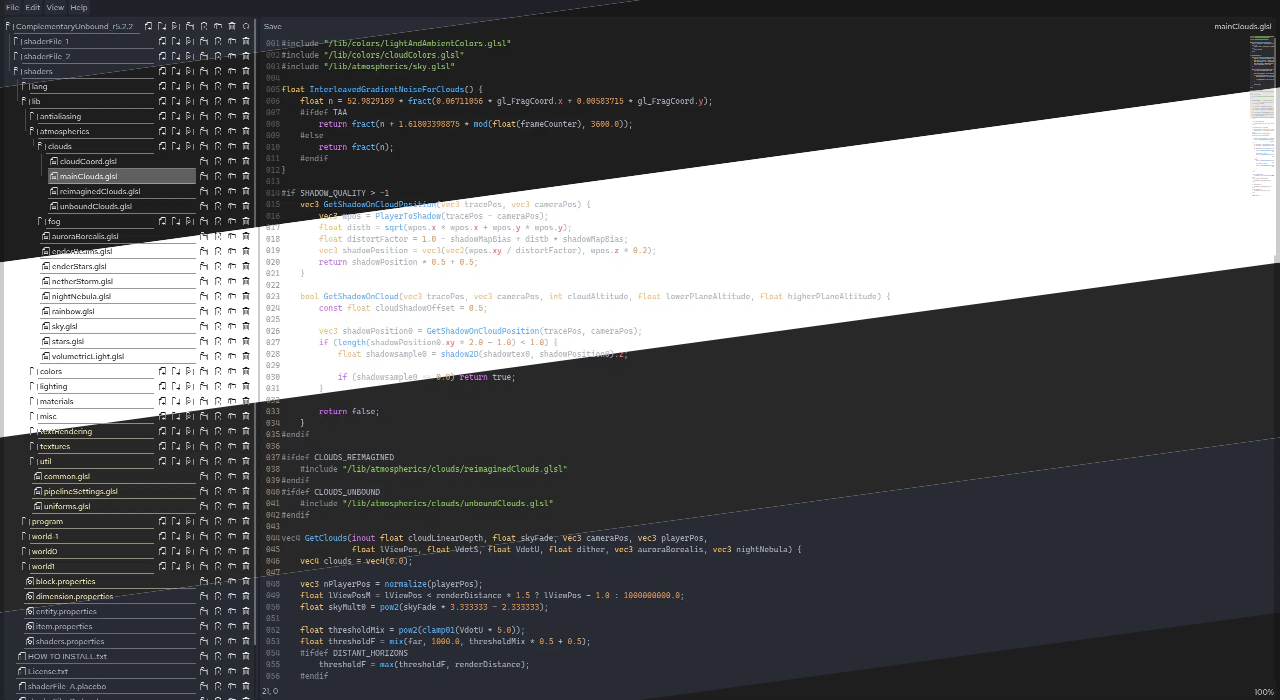 File Edit View Help
ComplementaryUnbound_r5.2.2
shaderFile_1
shaderFile_2
shaders
lang
lib
antialiasing
atmospherics
clouds
cloudCoord.glsl
mainClouds.glsl
reimaginedClouds.glsl
unboundClouds.glsl
fog
auroraBorealis.glsl
enderBeams.glsl
enderStars.glsl
netherStorm.glsl
nightNebula.glsl
rainbow.glsl
sky.glsl
stars.glsl
volumetricLight.glsl
colors
lighting
materials
misc
textRendering
textures
util
common.glsl
pipelineSettings.glsl
uniforms.glsl
program
world-1
world0
world1
block.properties
dimension.properties
entity.properties
item.properties
shaders.properties
HOW TO INSTALL.txt
License.txt
shaderFile_A.placebo
Save
mainClouds.glsl
001 #include "/lib/colors/lightAndAmbientColors.glsl"
002 #include "/lib/colors/cloudColors.glsl"
003 #include "/lib/atmospherics/sky.glsl"
004
005 float InterleavedGradientNoiseForClouds() {
006     float n = 52.9829189 * fract(0.06711056 * gl_FragCoord.x + 0.00583715 * gl_FragCoord.y);
007     #ifdef TAA
008         return fract(n + 1.61803398875 * mod(float(frameCounter), 3600.0));
009     #else
010         return fract(n);
011     #endif
012 }
013
014 #if SHADOW_QUALITY > -1
015     vec3 GetShadowOnCloudPosition(vec3 tracePos, vec3 cameraPos) {
016         vec3 wpos = PlayerToShadow(tracePos - cameraPos);
017         float distb = sqrt(wpos.x * wpos.x + wpos.y * wpos.y);
018         float distortFactor = 1.0 - shadowMapBias + distb * shadowMapBias;
019         vec3 shadowPosition = vec3(vec2(wpos.xy / distortFactor), wpos.z * 0.2);
020         return shadowPosition * 0.5 + 0.5;
021     }
022
023     bool GetShadowOnCloud(vec3 tracePos, vec3 cameraPos, int cloudAltitude, float lowerPlaneAltitude, float higherPlaneAltitude) {
024         const float cloudShadowOffset = 0.5;
025
026         vec3 shadowPosition0 = GetShadowOnCloudPosition(tracePos, cameraPos);
027         if (length(shadowPosition0.xy * 2.0 - 1.0) < 1.0) {
028             float shadowsample0 = shadow2D(shadowtex0, shadowPosition0).z;
029
030             if (shadowsample0 == 0.0) return true;
031         }
032
033         return false;
034     }
035 #endif
036
037 #ifdef CLOUDS_REIMAGINED
038     #include "/lib/atmospherics/clouds/reimaginedClouds.glsl"
039 #endif
040 #ifdef CLOUDS_UNBOUND
041     #include "/lib/atmospherics/clouds/unboundClouds.glsl"
042 #endif
043
044 vec4 GetClouds(inout float cloudLinearDepth, float skyFade, vec3 cameraPos, vec3 playerPos,
045                float lViewPos, float VdotS, float VdotU, float dither, vec3 auroraBorealis, vec3 nightNebula) {
046     vec4 clouds = vec4(0.0);
047
048     vec3 nPlayerPos = normalize(playerPos);
049     float lViewPosM = lViewPos < renderDistance * 1.5 ? lViewPos - 1.0 : 1000000000.0;
050     float skyMult0 = pow2(skyFade * 3.333333 - 2.333333);
051
052     float thresholdMix = pow2(clamp01(VdotU * 5.0));
053     float thresholdF = mix(far, 1000.0, thresholdMix * 0.5 + 0.5);
054     #ifdef DISTANT_HORIZONS
055         thresholdF = max(thresholdF, renderDistance);
056     #endif
21, 0
100%